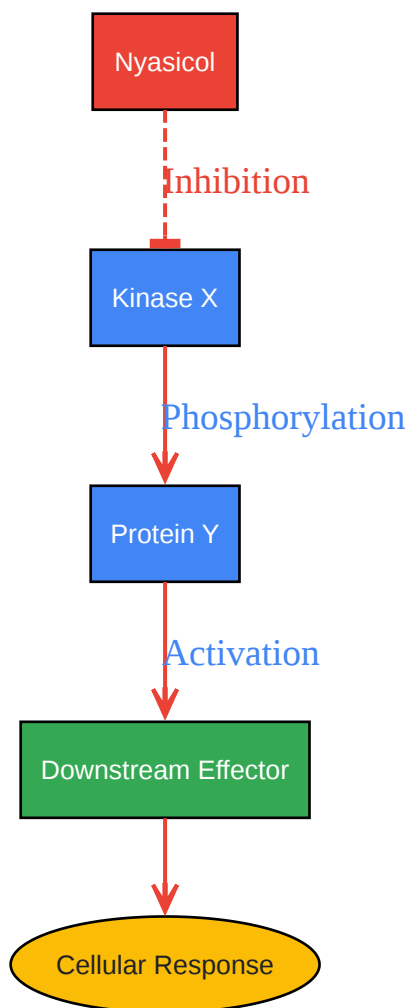 Nyasicol
Inhibition
Kinase X
Phosphorylation
Protein Y
Activation
Downstream Effector
Cellular Response